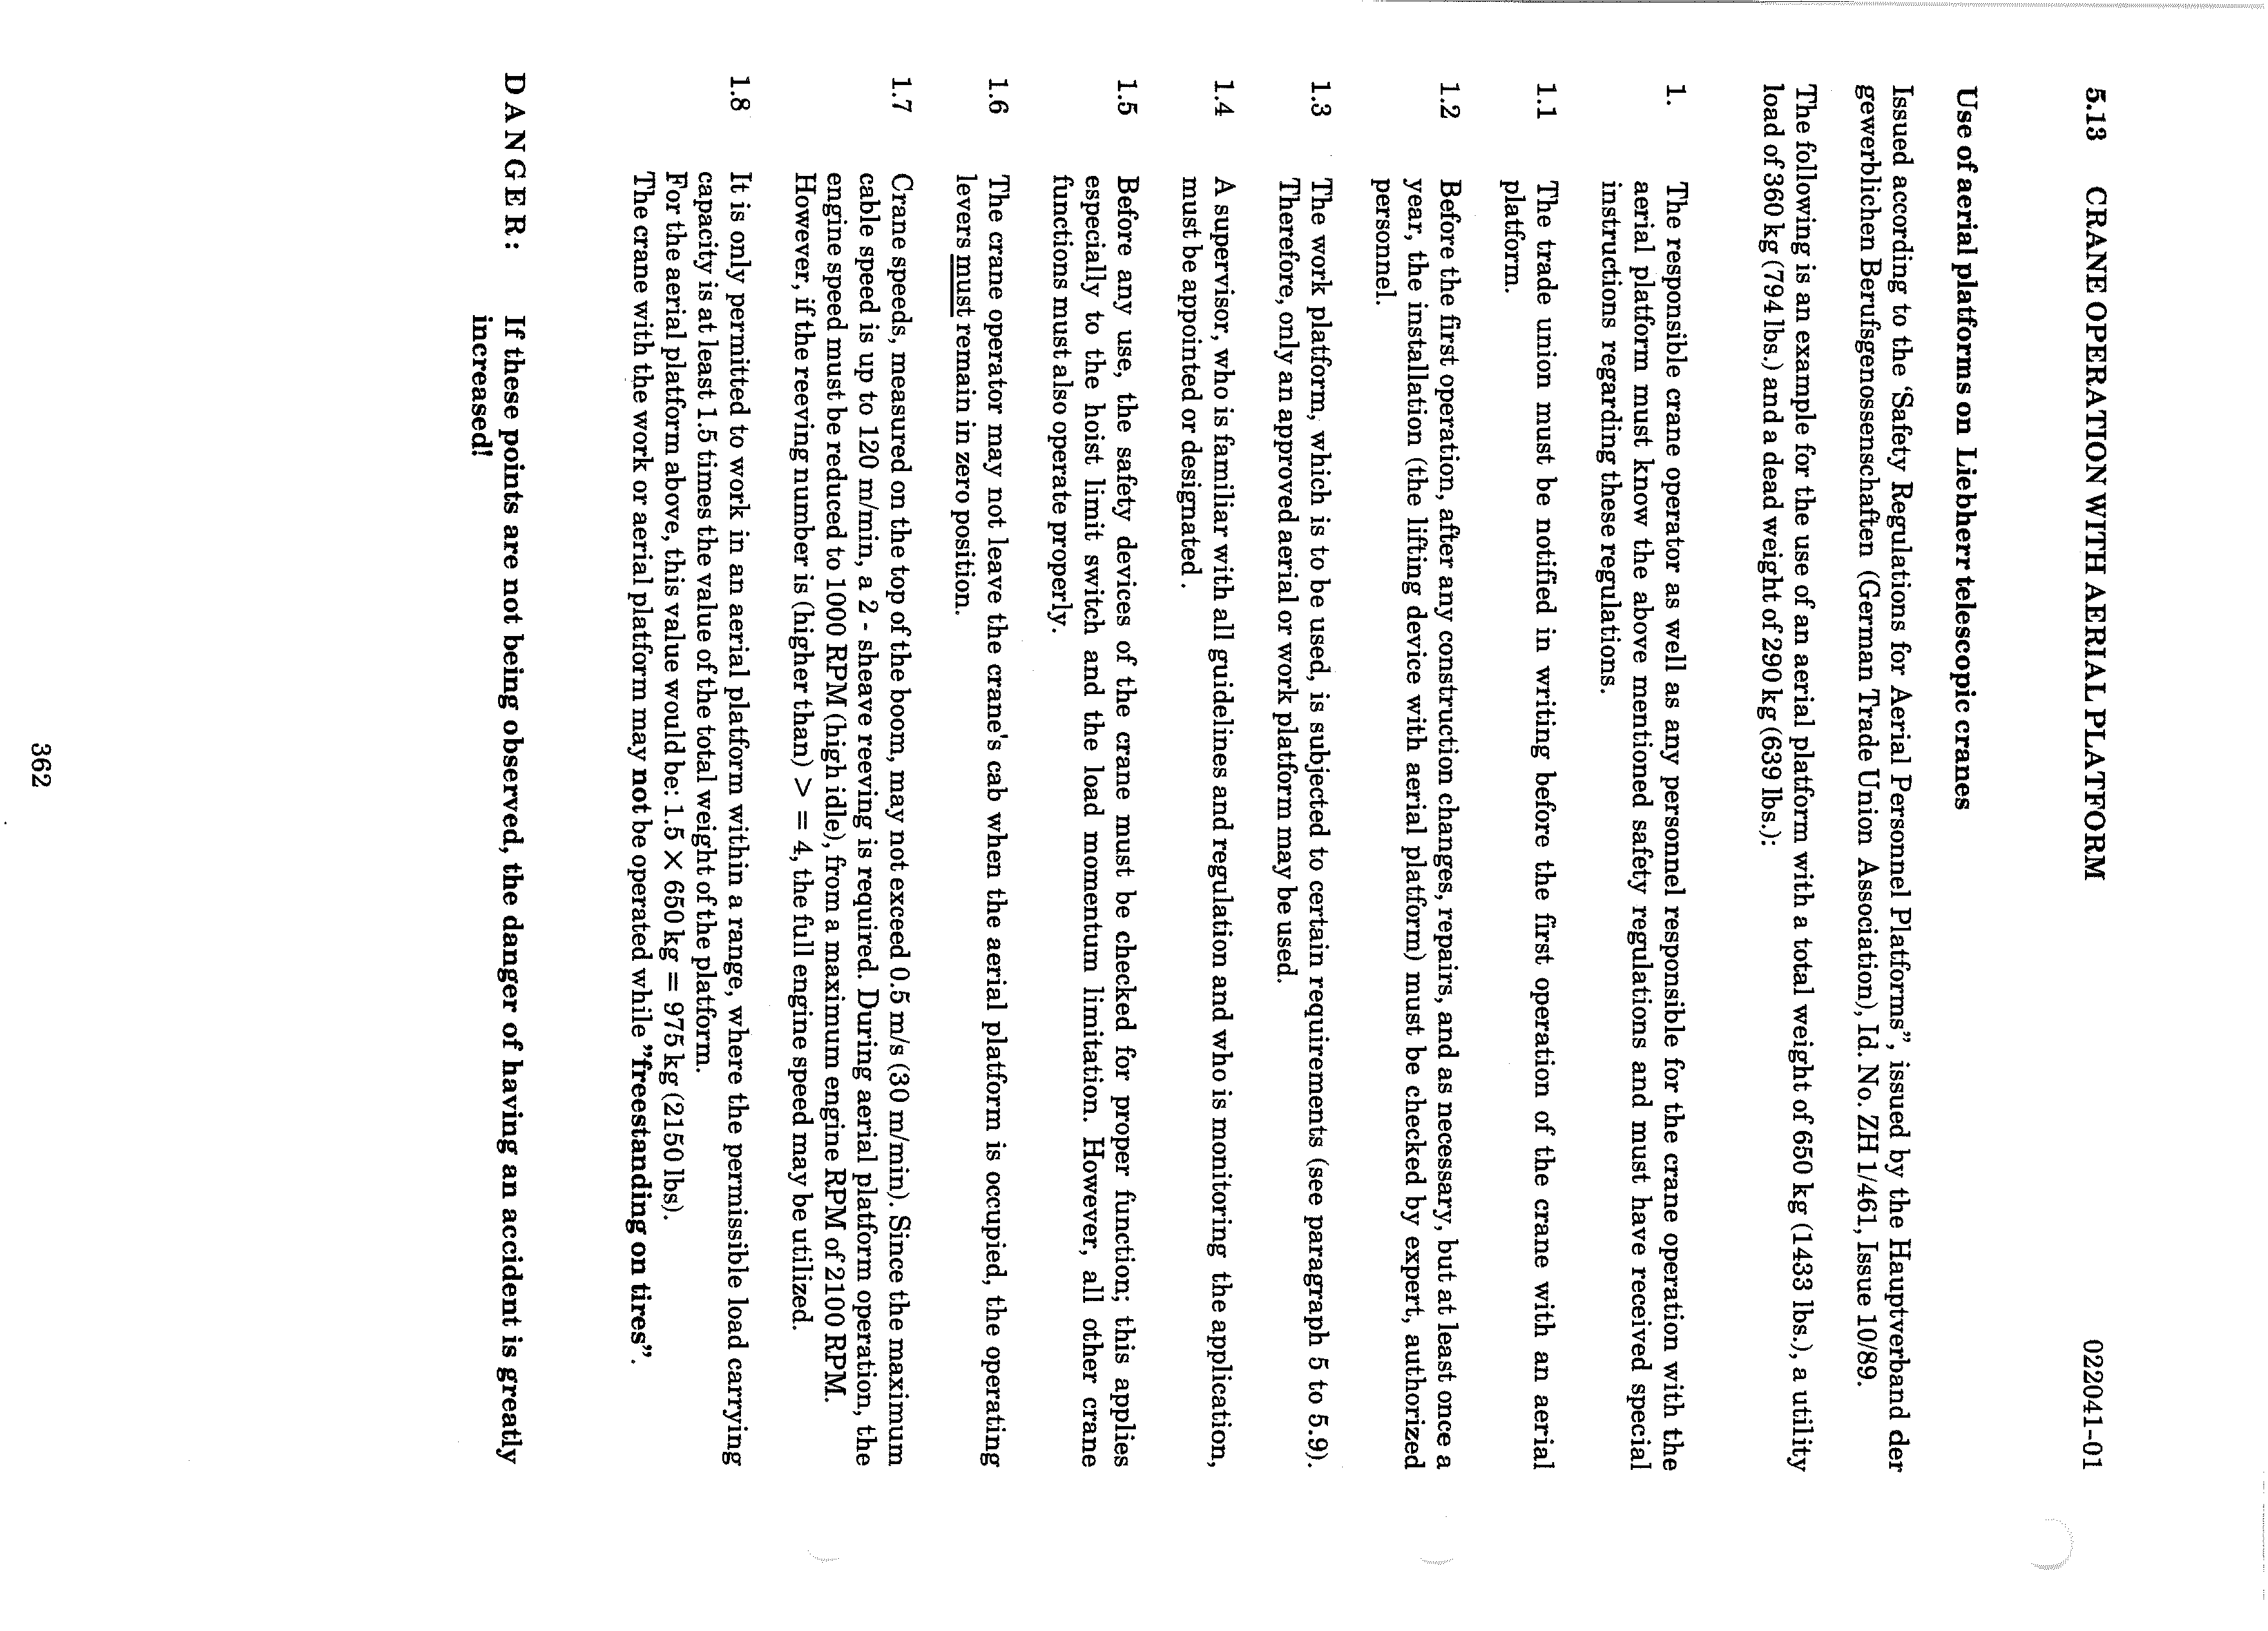 5.13 CRANE OPERATION WITH AERIAL PLATFORM 022041-01
Use of aerial platforms on Liebherr telescopic cranes
Issued according to the 'Safety Regulations for Aerial Personnel Platforms", issued by the Hauptverband der
gewerblichen Berufsgenossenschaften (German Trade Union Association), Id. No. ZH 1/461, Issue 10/89.
The following is an example for the use of an aerial platform with a total weight of 650 kg (1433 lbs.), a utility
load of 360 kg (794 lbs.) and a dead weight of 290 kg (639 lbs.):
1. The responsible crane operator as well as any personnel responsible for the crane operation with the
aerial platform must know the above mentioned safety regulations and must have received special
instructions regarding these regulations.
1.1 The trade union must be notified in writing before the first operation of the crane with an aerial
platform.
1.2 Before the first operation, after any construction changes, repairs, and as necessary, but at least once a
year, the installation (the lifting device with aerial platform) must be checked by expert, authorized
personnel.
1.3 The work platform, which is to be used, is subjected to certain requirements (see paragraph 5 to 5.9).
Therefore, only an approved aerial or work platform may be used.
1.4 A supervisor, who is familiar with all guidelines and regulation and who is monitoring the application,
must be appointed or designated.
1.5 Before any use, the safety devices of the crane must be checked for proper function; this applies
especially to the hoist limit switch and the load momentum limitation. However, all other crane
functions must also operate properly.
1.6 The crane operator may not leave the crane's cab when the aerial platform is occupied, the operating
levers must remain in zero position.
1.7 Crane speeds, measured on the top of the boom, may not exceed 0.5 m/s (30 m/min). Since the maximum
cable speed is up to 120 m/min, a 2 - sheave reeving is required. During aerial platform operation, the
engine speed must be reduced to 1000 RPM (high idle), from a maximum engine RPM of 2100 RPM.
However, if the reeving number is (higher than) > = 4, the full engine speed may be utilized.
1.8 It is only permitted to work in an aerial platform within a range, where the permissible load carrying
capacity is at least 1.5 times the value of the total weight of the platform.
For the aerial platform above, this value would be: 1.5 X 650 kg = 975 kg (2150 lbs).
The crane with the work or aerial platform may not be operated while "freestanding on tires".
DANGER: If these points are not being observed, the danger of having an accident is greatly
increased!
362